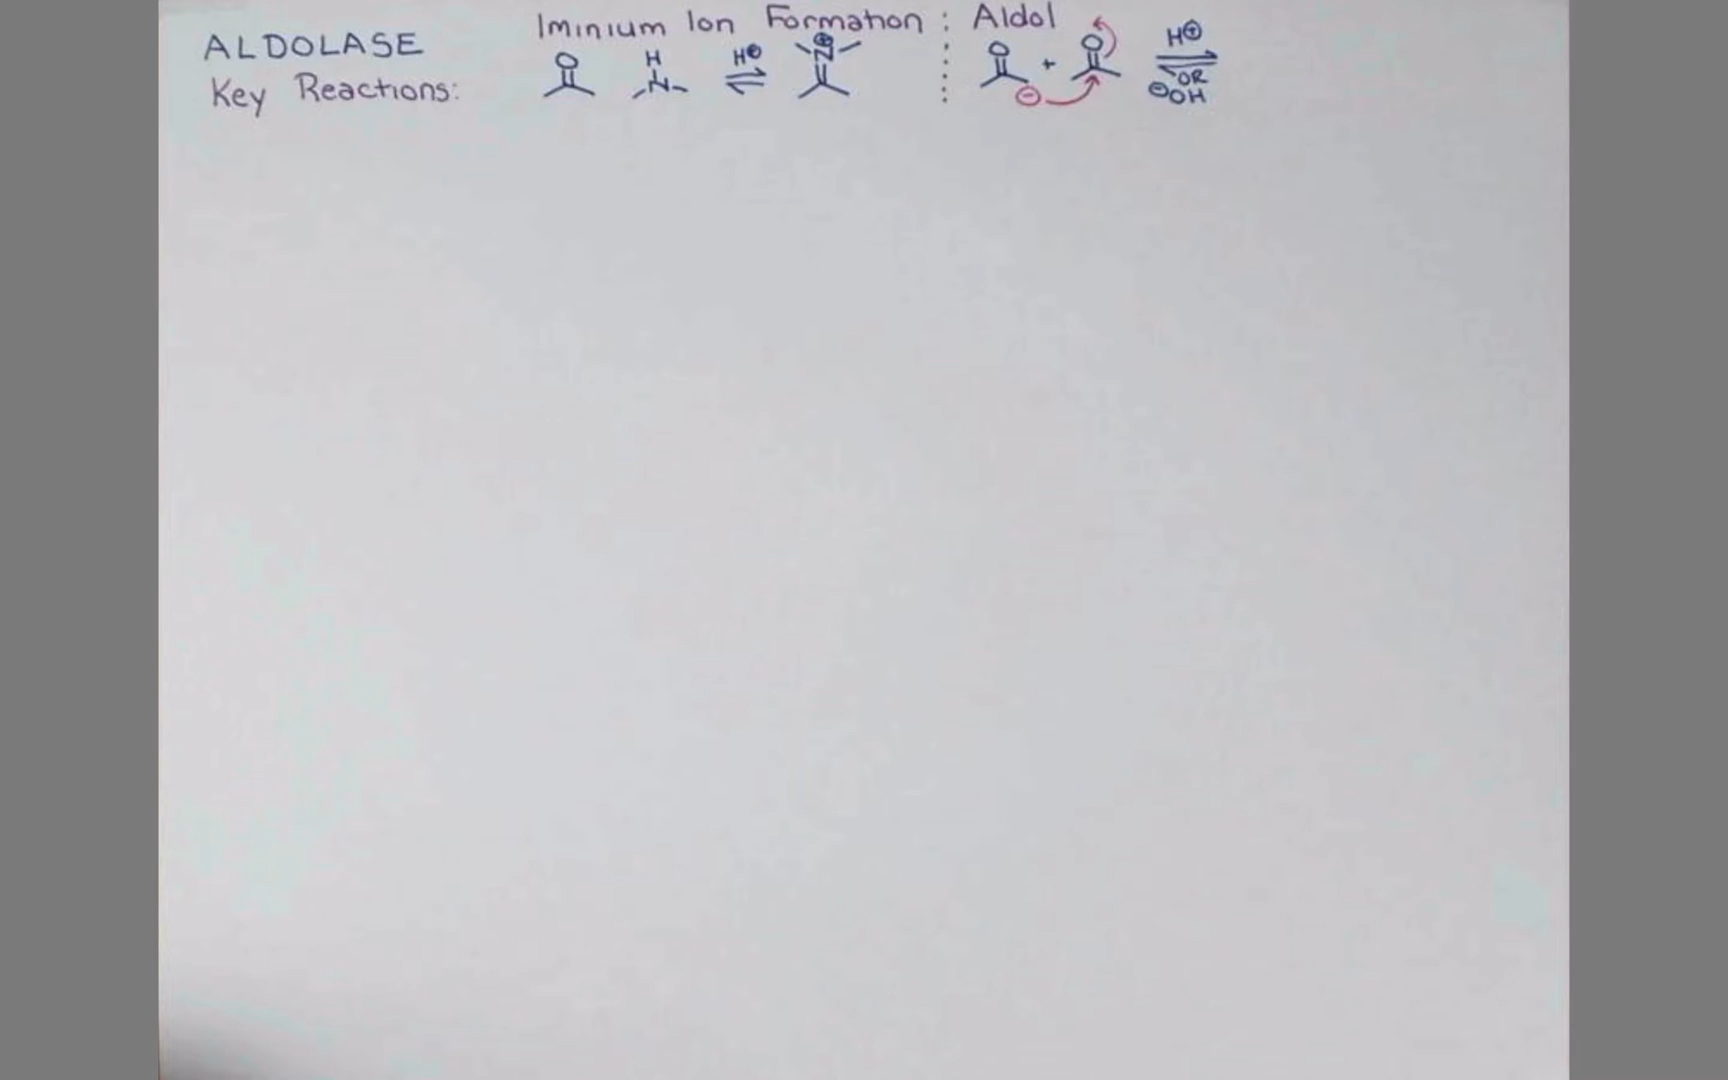 ALDOLASE
Key Reactions:
Iminium Ion Formation : Aldol
O H N H⊕ ⊕ N
O ⊖ + O H⊕
OR
⊖OH